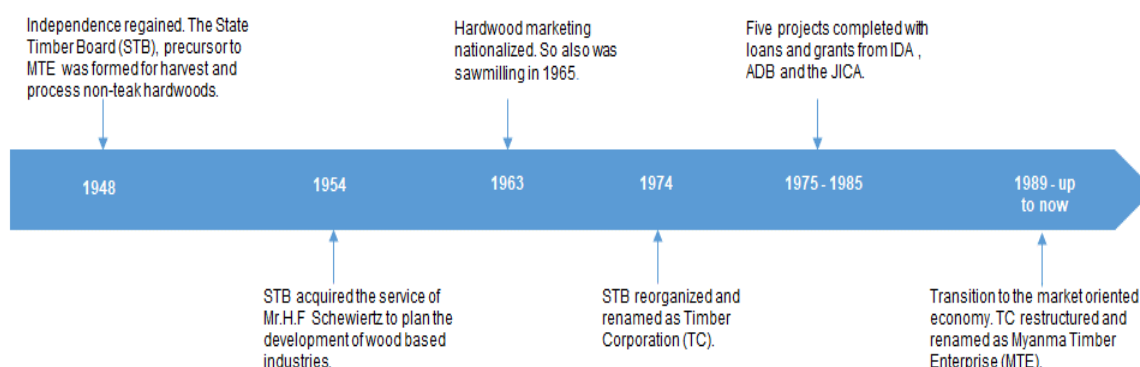 Independence regained. The State
Timber Board (STB), precursor to
MTE was formed for harvest and
process non-teak hardwoods.
Hardwood marketing
nationalized. So also was
sawmilling in 1965.
Five projects completed with
loans and grants from IDA ,
ADB and the JICA.
1948
1954
1963
1974
1975 - 1985
1989 - up
to now
STB acquired the service of
Mr.H.F Schewiertz to plan the
development of wood based
industries.
STB reorganized and
renamed as Timber
Corporation (TC).
Transition to the market oriented
economy. TC restructured and
renamed as Myanma Timber
Enterprise (MTE).